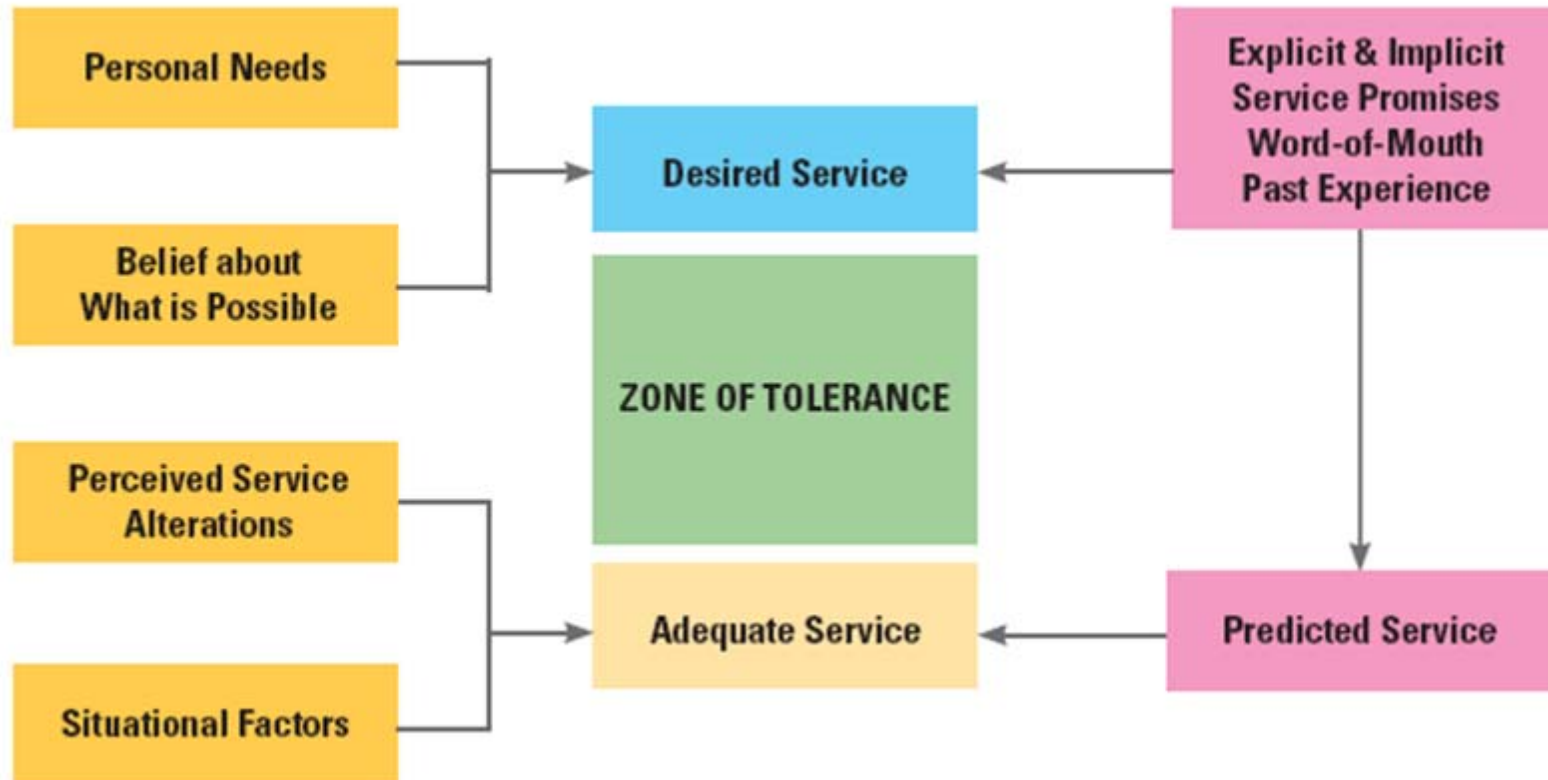 Personal Needs
Belief about
What is Possible
Perceived Service
Alterations
Situational Factors
Desired Service
ZONE OF TOLERANCE
Adequate Service
Explicit & Implicit
Service Promises
Word-of-Mouth
Past Experience
Predicted Service